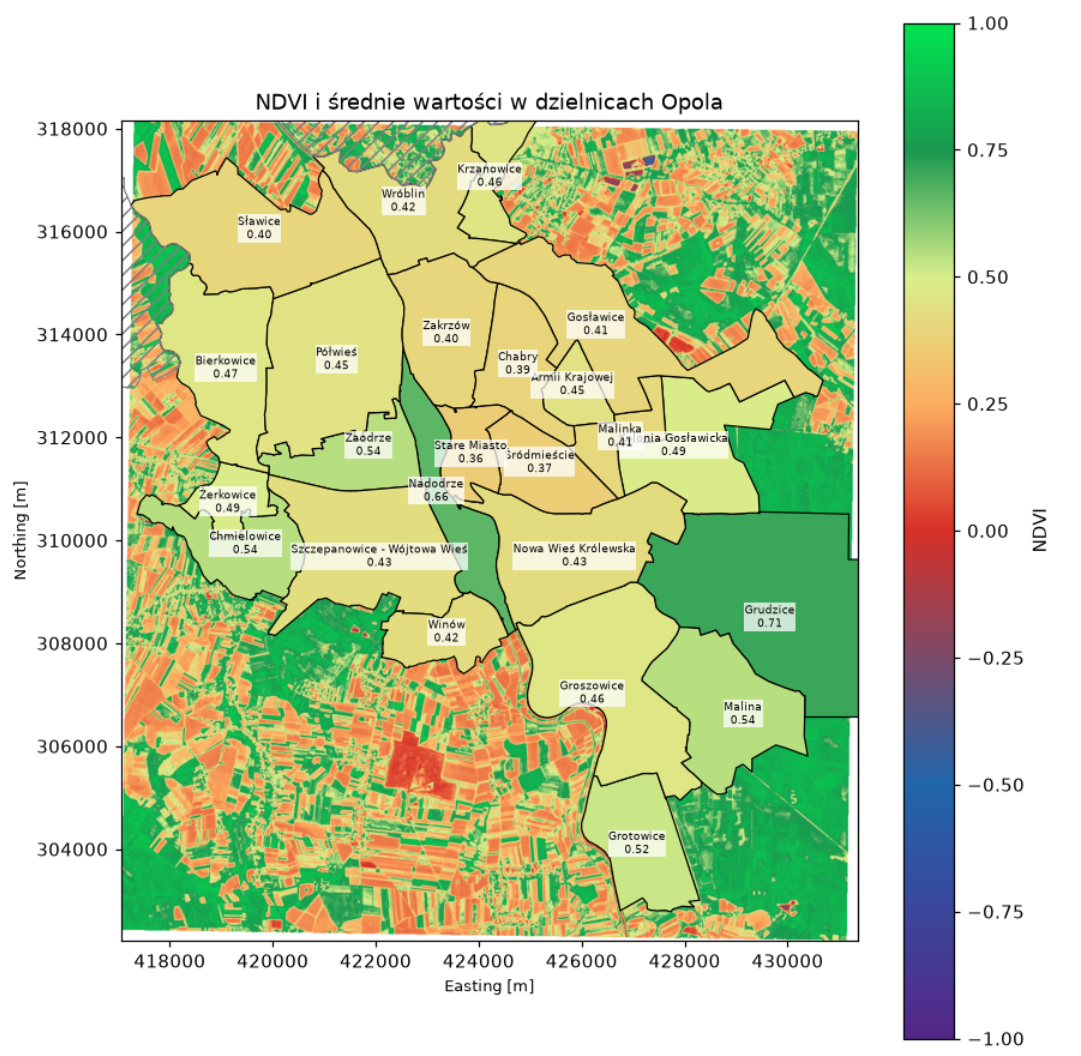 NDVI i średnie wartości w dzielnicach Opola
318000
316000
314000
312000
310000
308000
306000
304000
Northing [m]
Krzanowice
0.46
Wróblin
0.42
Sławice
0.40
Gosławice
0.41
Zakrzów
0.40
Półwieś
0.45
Chabry
0.39
Bierkowice
0.47
Armii Krajowej
0.45
Malinka
0.41
onia Gosławicka
0.49
Zaodrze
0.54
Stare Miasto
0.36
Śródmieście
0.37
Nadodrze
0.66
Żerkowice
0.49
Chmielowice
0.54
Szczepanowice - Wójtowa Wieś
0.43
Nowa Wieś Królewska
0.43
Grudzice
0.71
Winów
0.42
Groszowice
0.46
Malina
0.54
Grotowice
0.52
418000 420000 422000 424000 426000 428000 430000
Easting [m]
1.00
0.75
0.50
0.25
0.00
−0.25
−0.50
−0.75
−1.00
NDVI